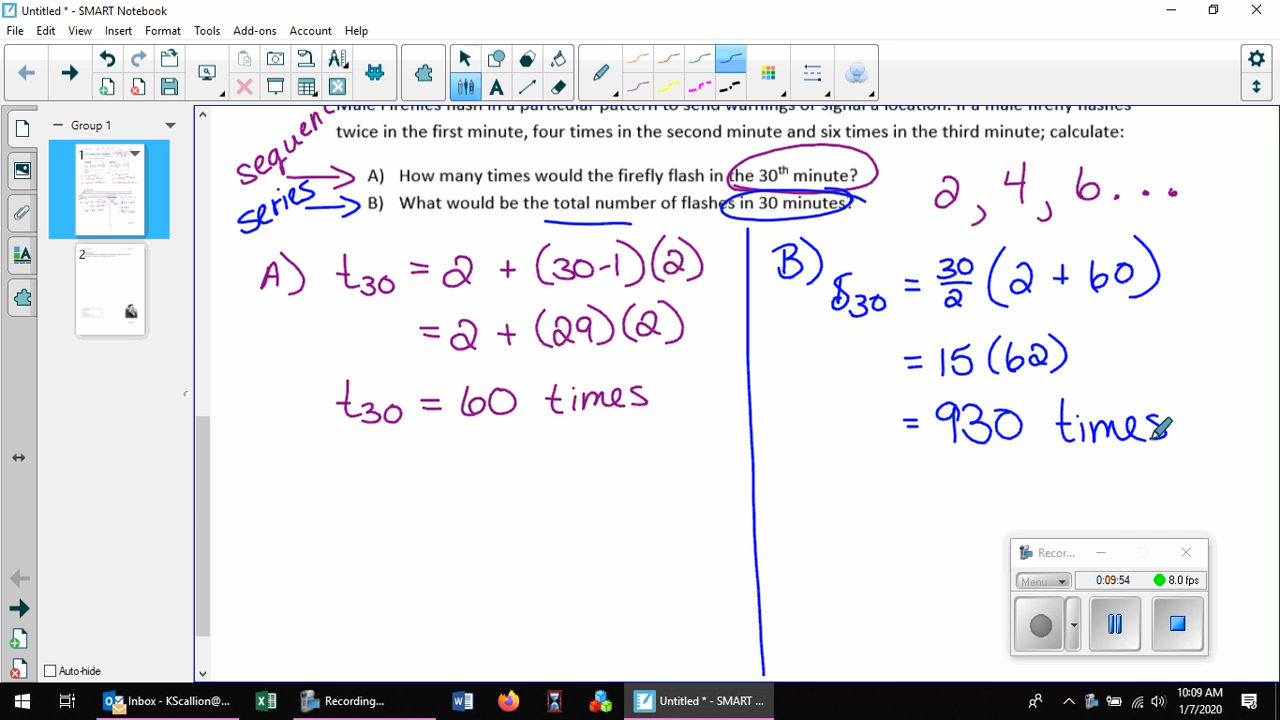 Untitled * - SMART Notebook
File Edit View Insert Format Tools Add-ons Account Help
Group 1
1
2
Auto-hide
twice in the first minute, four times in the second minute and six times in the third minute; calculate:
sequence
A) How many times would the firefly flash in the 30th minute?
series
B) What would be the total number of flashes in 30 minutes?
2, 4, 6...
A) t30 = 2 + (30-1)(2)
= 2 + (29)(2)
t30 = 60 times
B) S30 = 30/2 (2 + 60)
= 15 (62)
= 930 times
Recor...
Menu 0:09:54 8.0 fps
Inbox - KScallion@...
Recording...
Untitled * - SMART ...
10:09 AM
1/7/2020